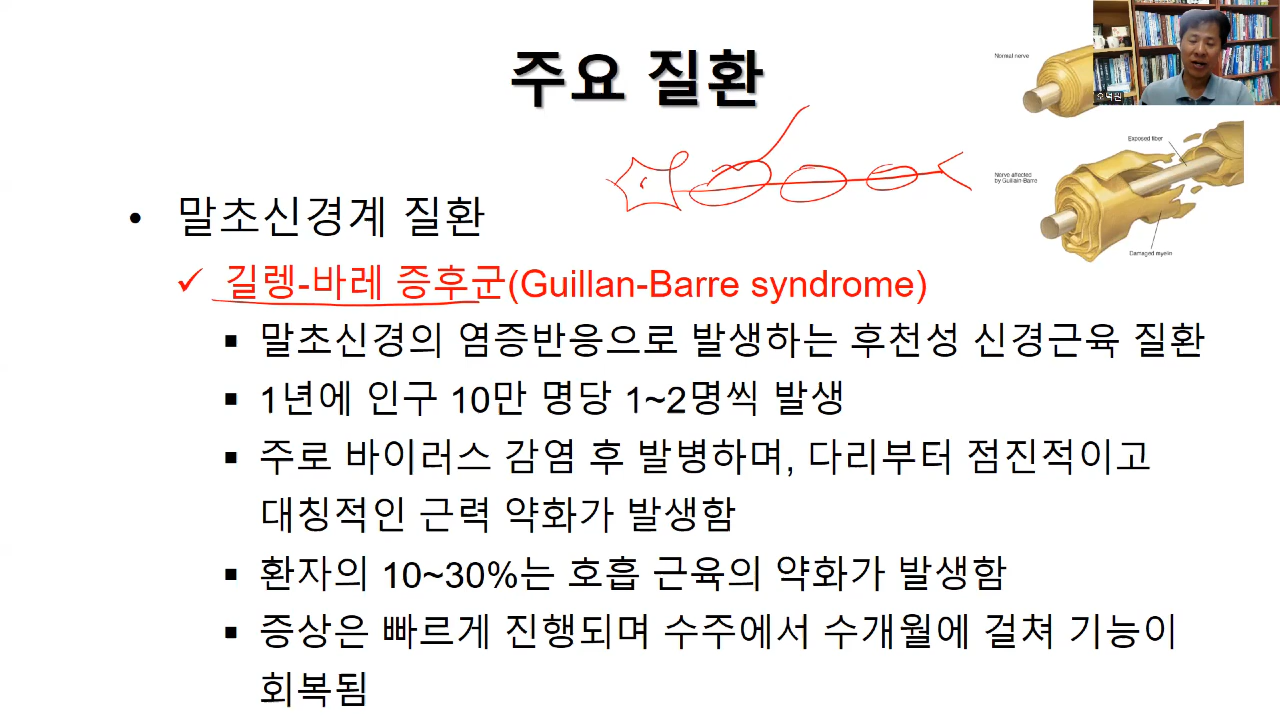 주요 질환
Normal nerve
오덕원
Exposed fiber
Nerve affected
by Guillain-Barre
Damaged myelin
• 말초신경계 질환
✓ 길렝-바레 증후군(Guillan-Barre syndrome)
▪ 말초신경의 염증반응으로 발생하는 후천성 신경근육 질환
▪ 1년에 인구 10만 명당 1~2명씩 발생
▪ 주로 바이러스 감염 후 발병하며, 다리부터 점진적이고
대칭적인 근력 약화가 발생함
▪ 환자의 10~30%는 호흡 근육의 약화가 발생함
▪ 증상은 빠르게 진행되며 수주에서 수개월에 걸쳐 기능이
회복됨